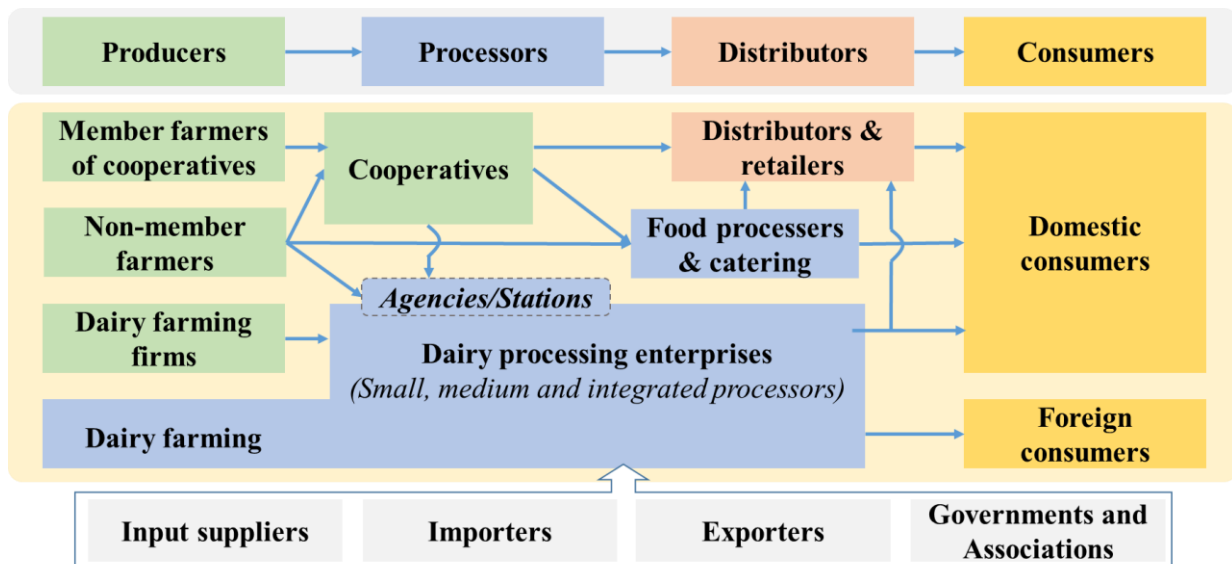 Producers
Processors
Distributors
Consumers
Member farmers
of cooperatives
Cooperatives
Distributors &
retailers
Non-member
farmers
Food processers
& catering
Domestic
consumers
Agencies/Stations
Dairy farming
firms
Dairy processing enterprises
(Small, medium and integrated processors)
Dairy farming
Foreign
consumers
Input suppliers
Importers
Exporters
Governments and
Associations